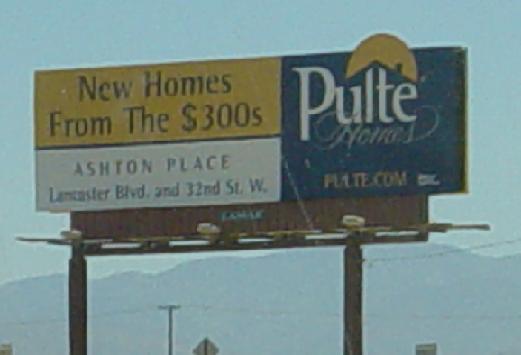 New Homes
From The $300s
ASHTON PLACE
Lancaster Blvd. and 32nd St. W.
Pulte
Homes
PULTE.COM
LAMAR